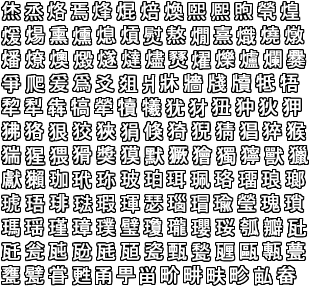 烋烝烙焉烽焜焙煥煕熈煦煢煌
煖煬熏燻熄熕熨熬燗熹熾燒燉
燔燎燠燬燧燵燼燹燿爍爐爛爨
爭爬爰爲爻爼爿牀牆牋牘牴牾
犂犁犇犒犖犢犧犹犲狃狆狄狎
狒狢狠狡狹狷倏猗猊猜猖猝猴
猯猩猥猾獎獏默獗獪獨獰獸獵
獻獺珈玳珎玻珀珥珮珞璢琅瑯
琥珸琲琺瑕琿瑟瑙瑁瑜瑩瑰瑣
瑪瑶瑾璋璞璧瓊瓏瓔珱瓠瓣瓧
瓩瓮瓲瓰瓱瓸瓷甄甃甅甌甎甍
甕甓甞甦甬甼畄畍畊畉畛畆畚